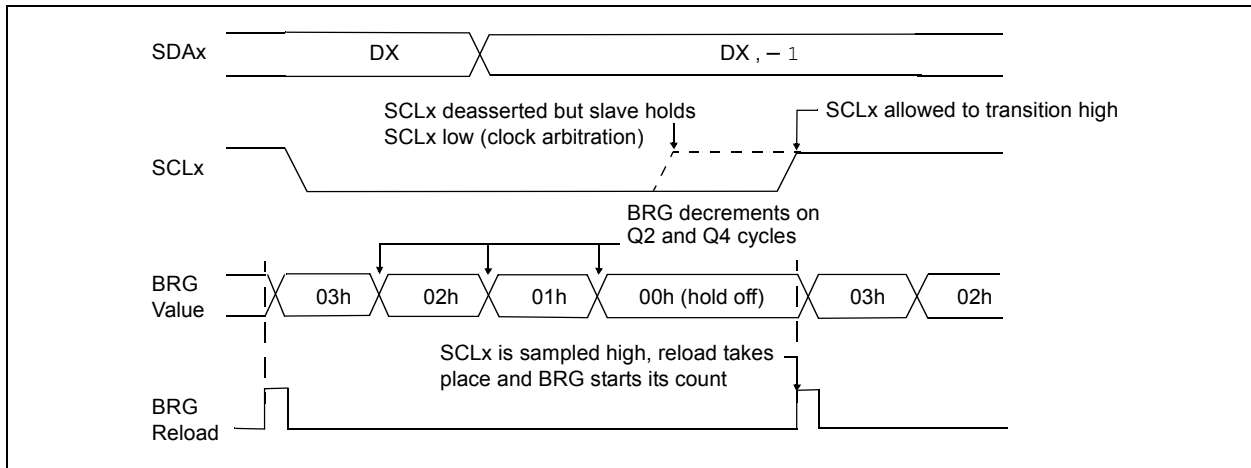 SDAx
DX
DX , – 1
SCLx deasserted but slave holds
SCLx low (clock arbitration)
SCLx allowed to transition high
SCLx
BRG decrements on
Q2 and Q4 cycles
BRG
Value
03h
02h
01h
00h (hold off)
03h
02h
SCLx is sampled high, reload takes
place and BRG starts its count
BRG
Reload